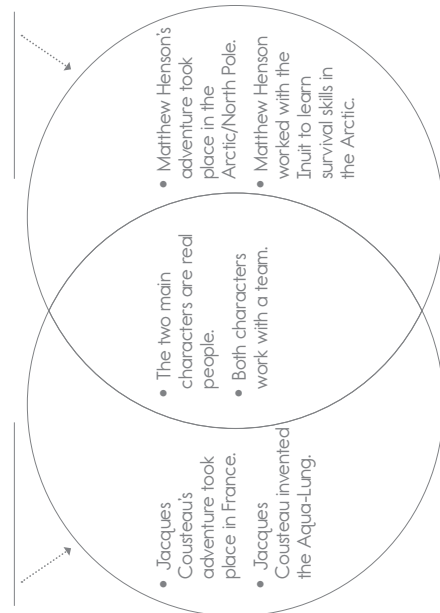 • Jacques
Cousteau's
adventure took
place in France.
• Jacques
Cousteau invented
the Aqua-Lung.
• The two main
characters are real
people.
• Both characters
work with a team.
• Matthew Henson's
adventure took
place in the
Arctic/North Pole.
• Matthew Henson
worked with the
Inuit to learn
survival skills in
the Arctic.